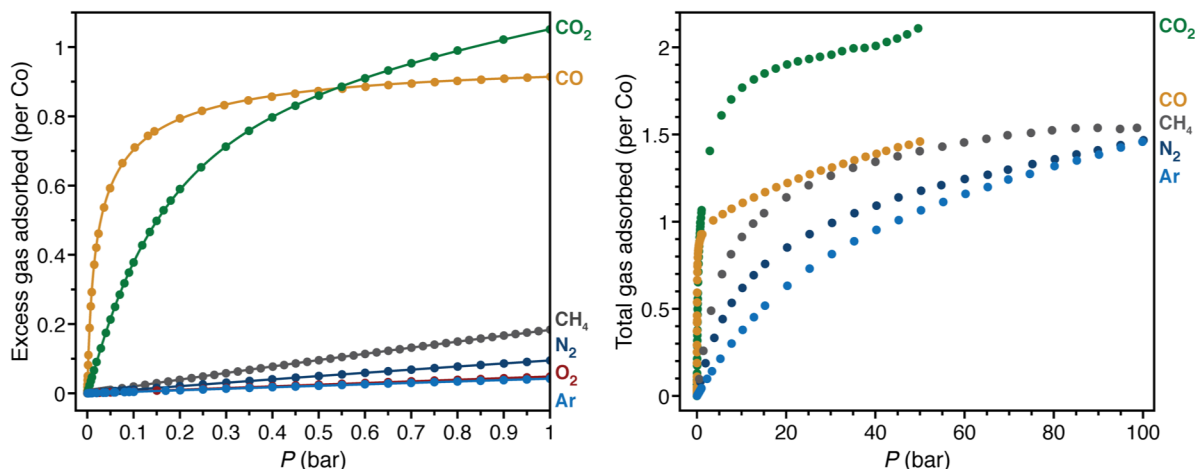 Excess gas adsorbed (per Co)
1
0.8
0.6
0.4
0.2
0
0 0.1 0.2 0.3 0.4 0.5 0.6 0.7 0.8 0.9 1
P (bar)
CO2
CO
CH4
N2
O2
Ar
Total gas adsorbed (per Co)
2
1.5
1
0.5
0
0 20 40 60 80 100
P (bar)
CO2
CO
CH4
N2
Ar